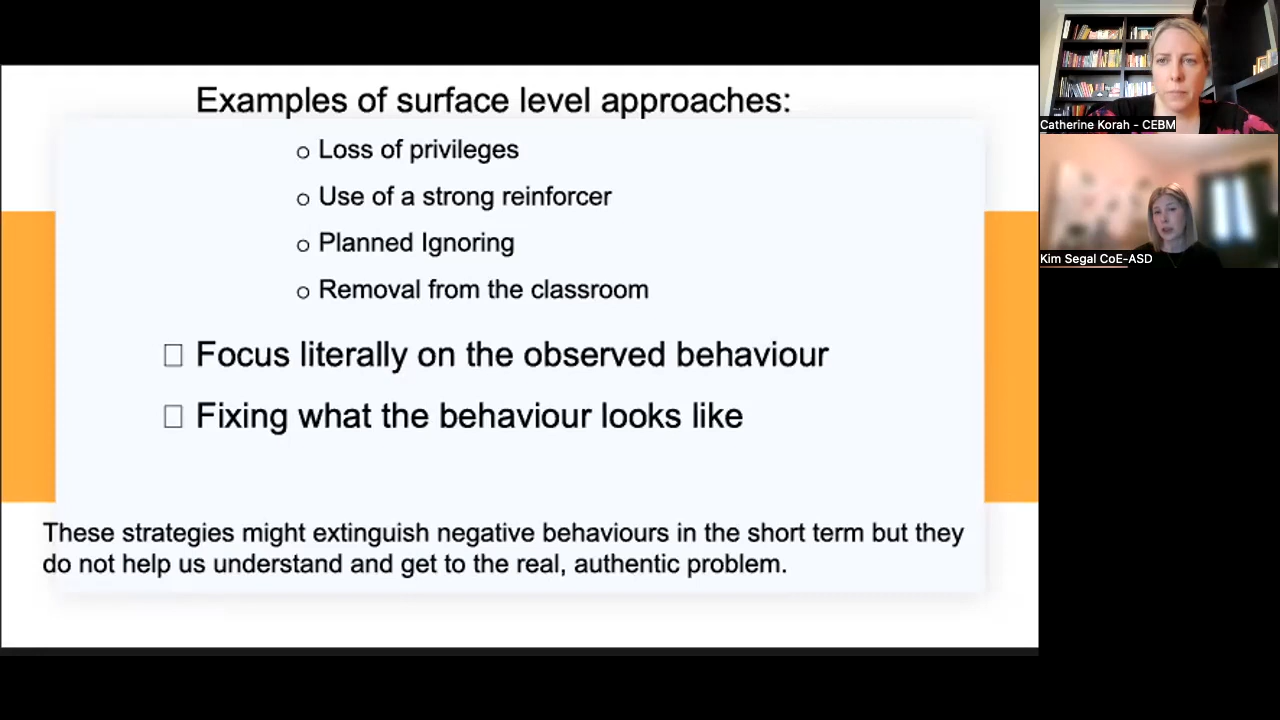 Examples of surface level approaches:
o Loss of privileges
o Use of a strong reinforcer
o Planned Ignoring
o Removal from the classroom
□ Focus literally on the observed behaviour
□ Fixing what the behaviour looks like
These strategies might extinguish negative behaviours in the short term but they
do not help us understand and get to the real, authentic problem.
Catherine Korah - CEBM
Kim Segal CoE-ASD